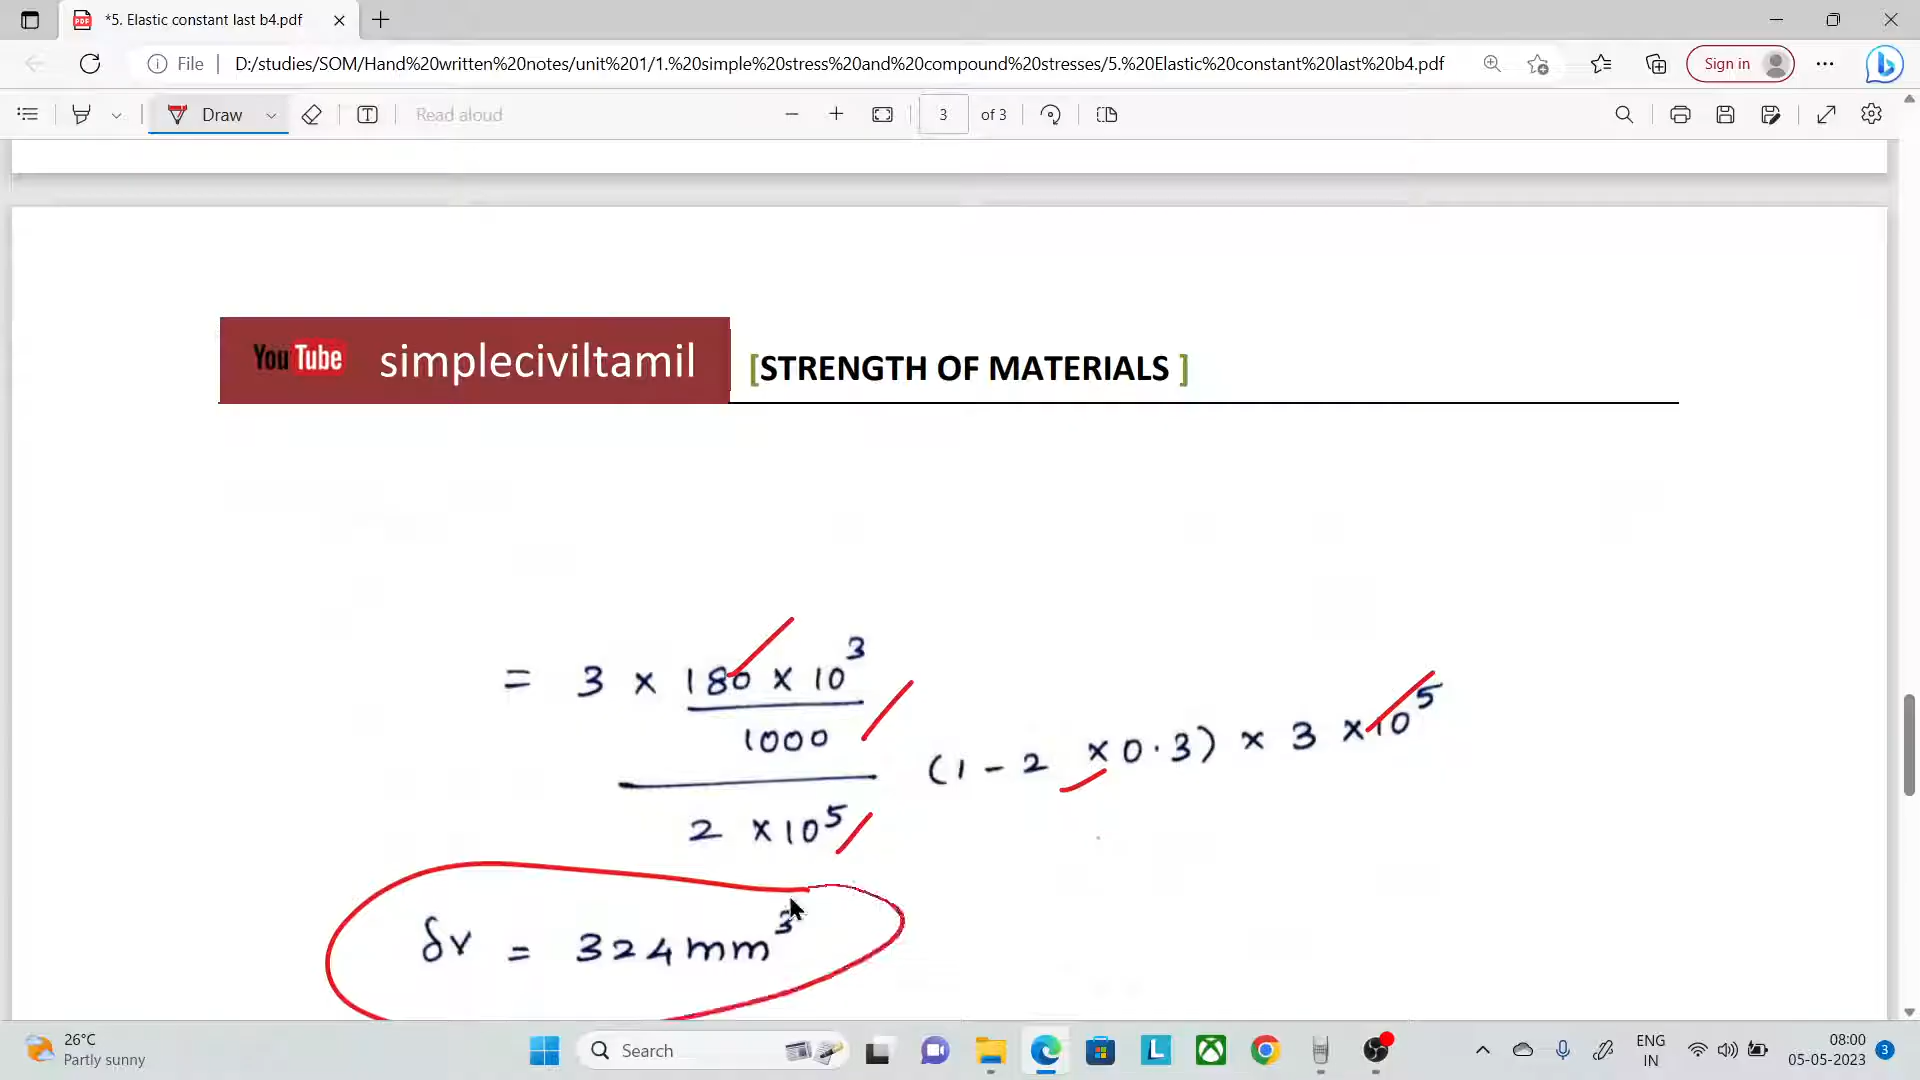 *5. Elastic constant last b4.pdf
File D:/studies/SOM/Hand%20written%20notes/unit%201/1.%20simple%20stress%20and%20compound%20stresses/5.%20Elastic%20constant%20last%20b4.pdf Sign in
Draw Read aloud 3 of 3
YouTube simpleciviltamil [STRENGTH OF MATERIALS ]
= 3 × 180 × 10³
1000
(1 - 2 × 0.3) × 3 × 10⁵
2 × 10⁵
δv = 324 mm³
26°C
Partly sunny
Search
ENG
IN
08:00
05-05-2023
3